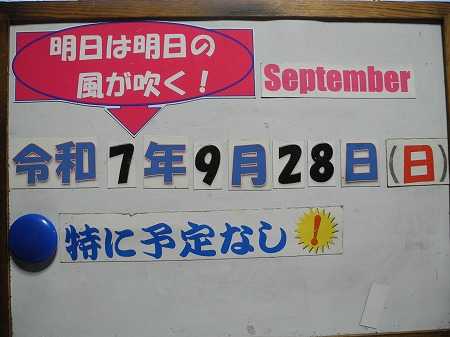 明日は明日の
風が吹く!
September
令和7年9月28日(日)
特に予定なし!